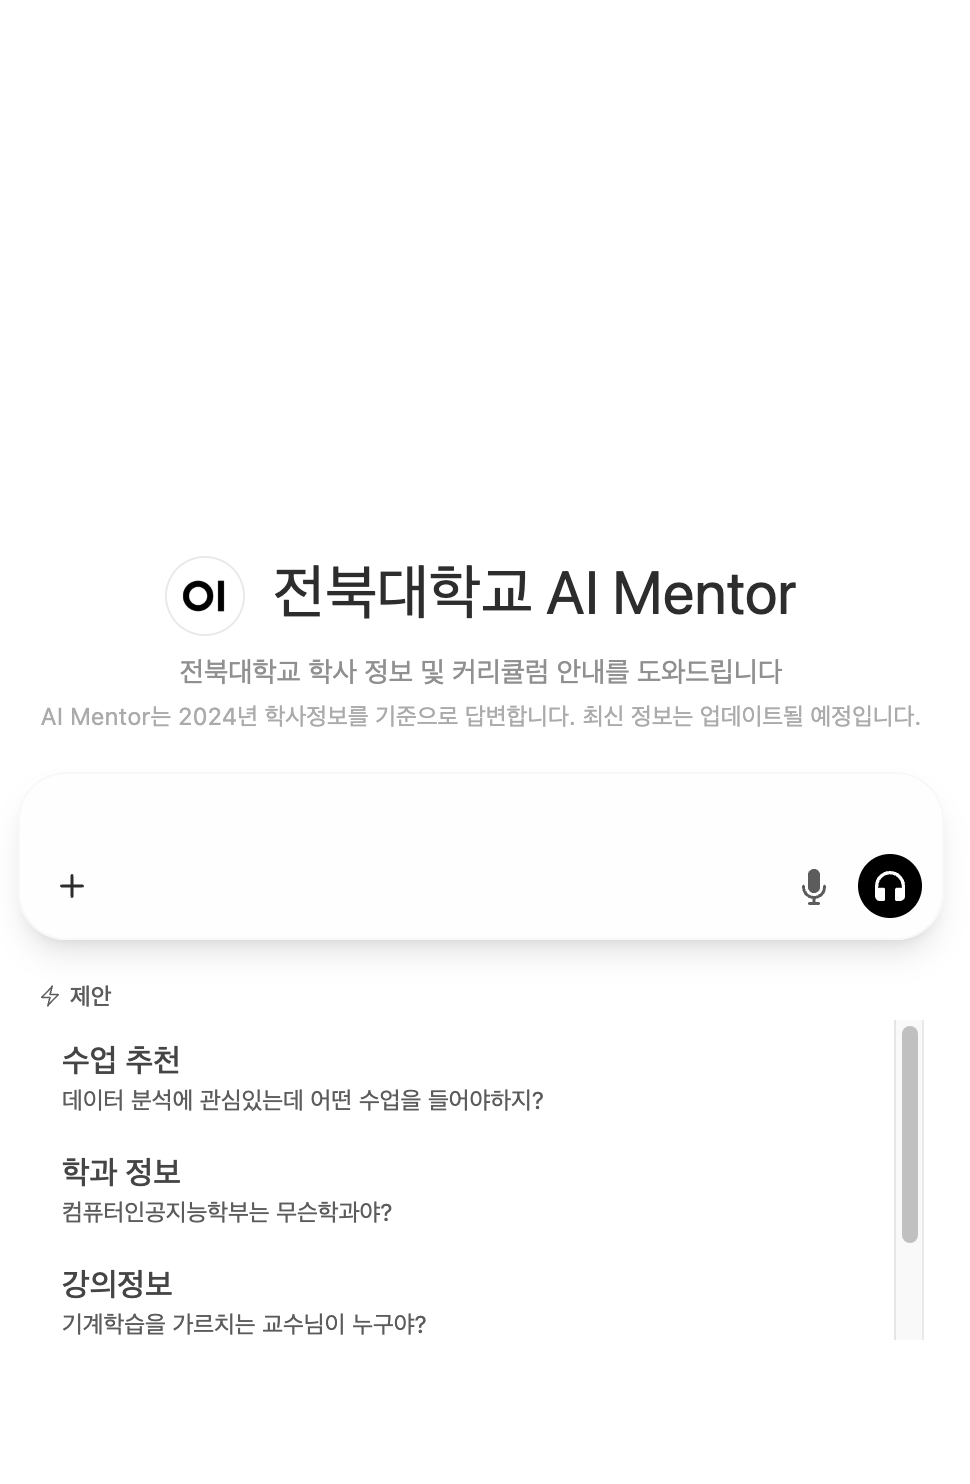 OI 전북대학교 AI Mentor
전북대학교 학사 정보 및 커리큘럼 안내를 도와드립니다
AI Mentor는 2024년 학사정보를 기준으로 답변합니다. 최신 정보는 업데이트될 예정입니다.
제안
수업 추천
데이터 분석에 관심있는데 어떤 수업을 들어야하지?
학과 정보
컴퓨터인공지능학부는 무슨학과야?
강의정보
기계학습을 가르치는 교수님이 누구야?